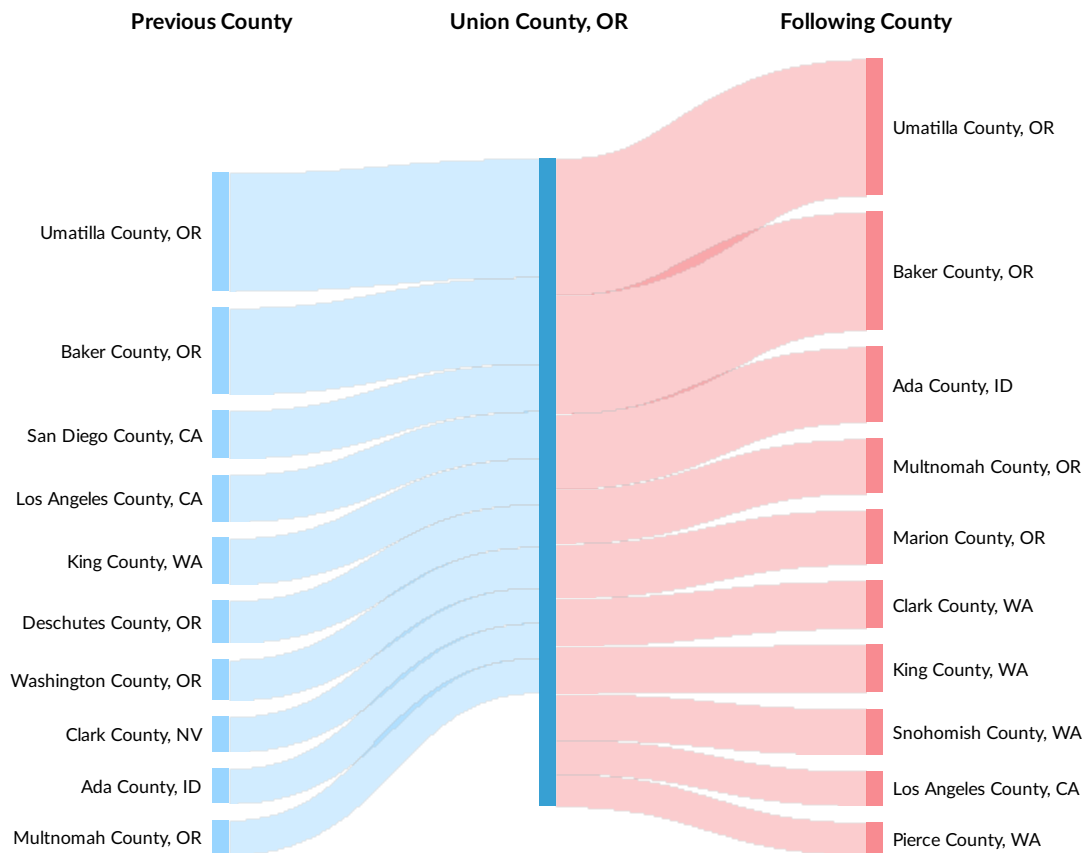 Previous County
Union County, OR
Following County
Umatilla County, OR
Baker County, OR
San Diego County, CA
Los Angeles County, CA
King County, WA
Deschutes County, OR
Washington County, OR
Clark County, NV
Ada County, ID
Multnomah County, OR
Umatilla County, OR
Baker County, OR
Ada County, ID
Multnomah County, OR
Marion County, OR
Clark County, WA
King County, WA
Snohomish County, WA
Los Angeles County, CA
Pierce County, WA